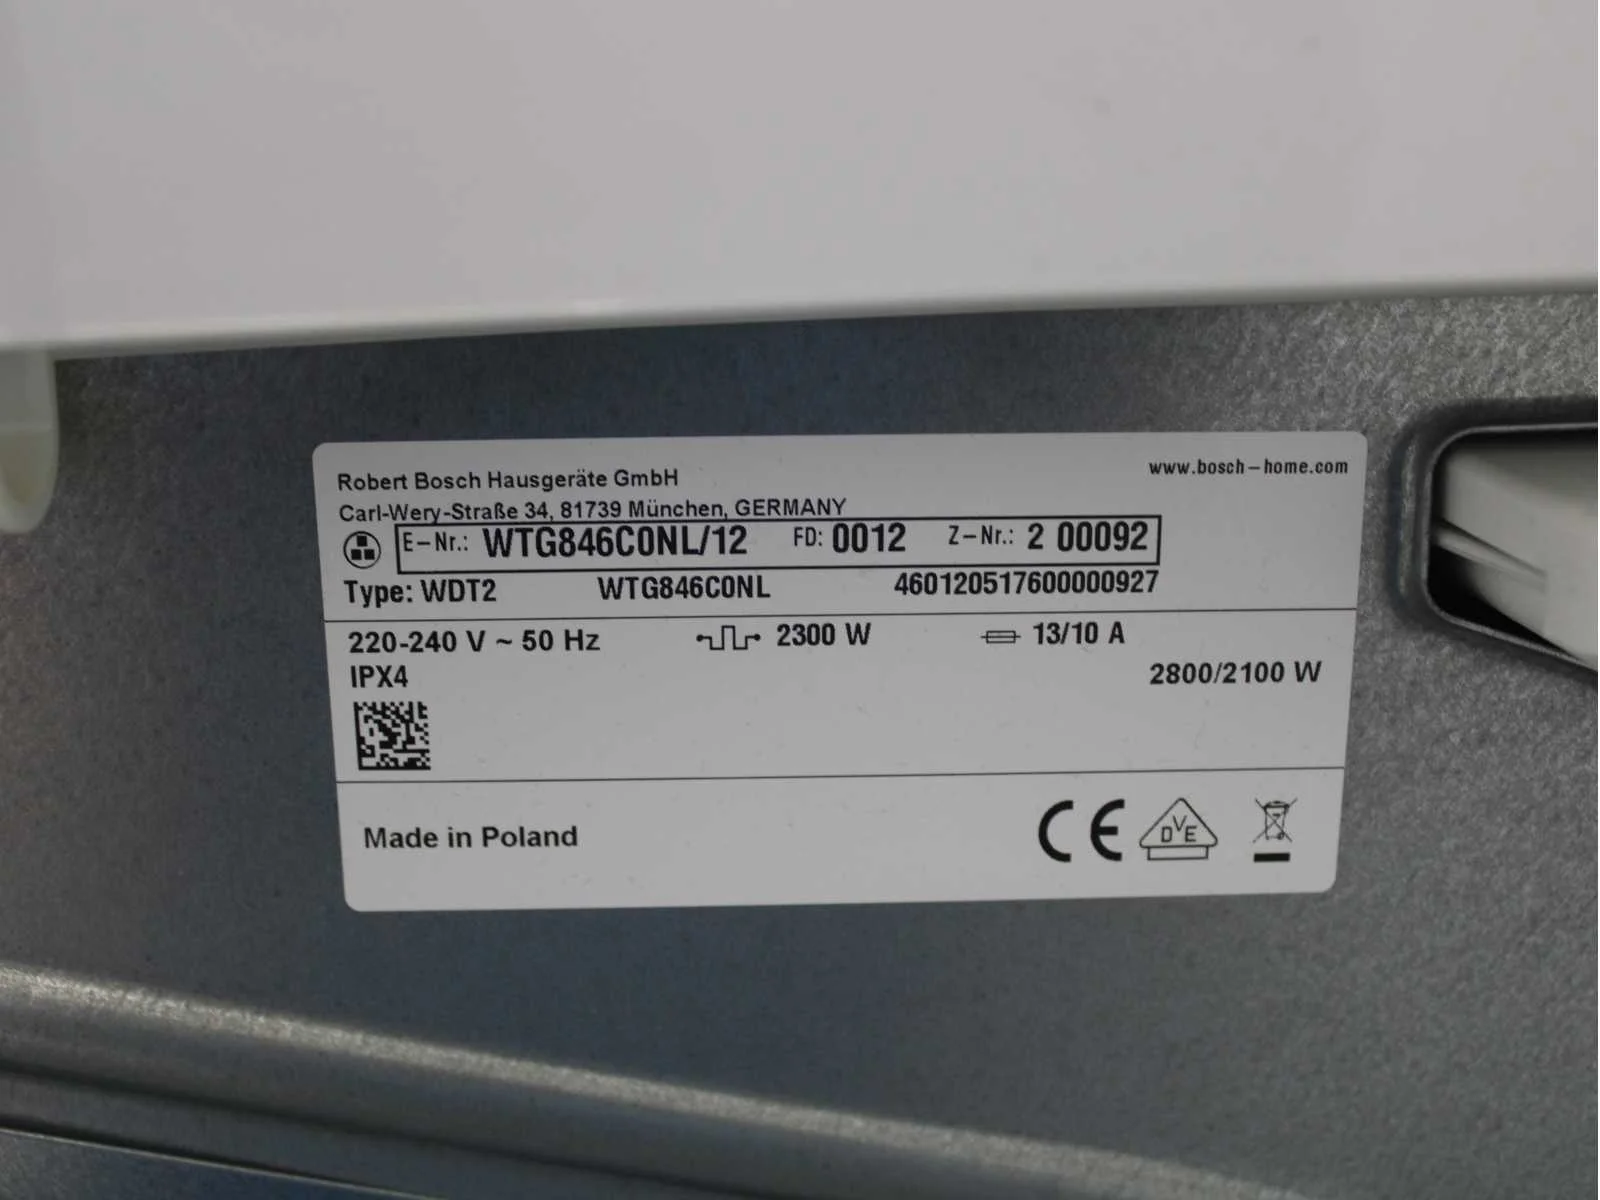 Robert Bosch Hausgeräte GmbH
www.bosch-home.com
Carl-Wery-Straße 34, 81739 München, GERMANY
E-Nr.: WTG846C0NL/12 FD: 0012 Z-Nr.: 2 00092
Type: WDT2 WTG846C0NL 460120517600000927
220-240 V ~ 50 Hz 2300 W 13/10 A
IPX4 2800/2100 W
Made in Poland
CE DVE